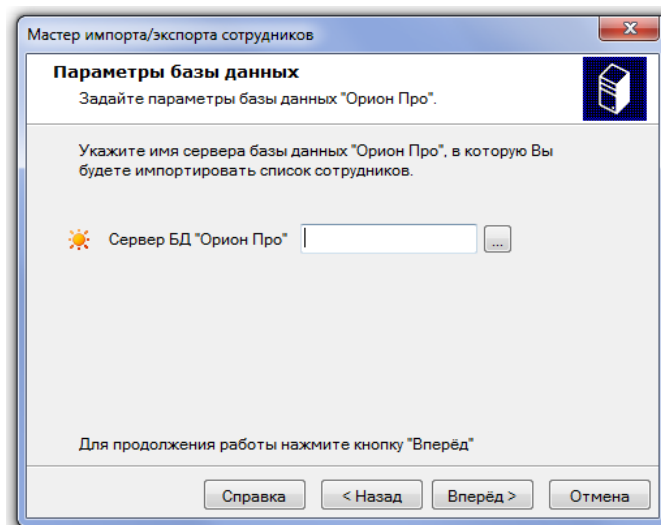 Мастер импорта/экспорта сотрудников
Параметры базы данных
Задайте параметры базы данных "Орион Про".
Укажите имя сервера базы данных "Орион Про", в которую Вы
будете импортировать список сотрудников.
Сервер БД "Орион Про"
...
Для продолжения работы нажмите кнопку "Вперёд"
Справка
< Назад
Вперёд >
Отмена